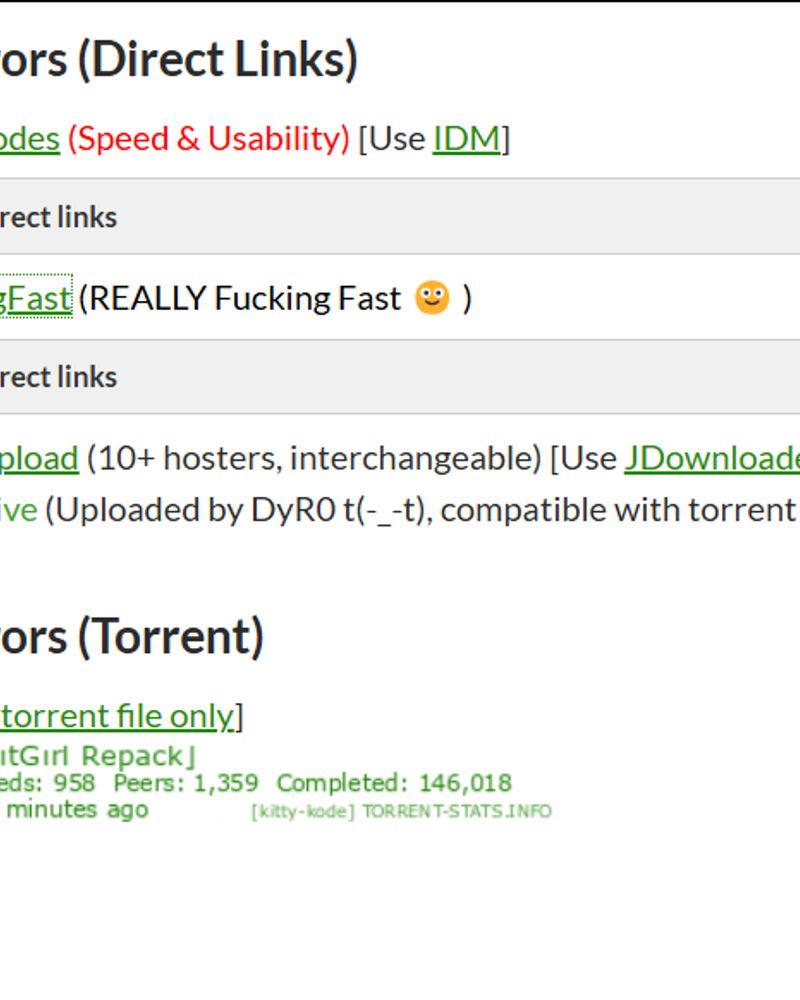 ors (Direct Links)
odes (Speed & Usability) [Use IDM]
rect links
gFast (REALLY Fucking Fast 🙂 )
rect links
pload (10+ hosters, interchangeable) [Use JDownloade
ive (Uploaded by DyR0 t(-_-t), compatible with torrent
ors (Torrent)
torrent file only]
itGirl Repack]
eds: 958 Peers: 1,359 Completed: 146,018
minutes ago [kitty-kode] TORRENT-STATS.INFO